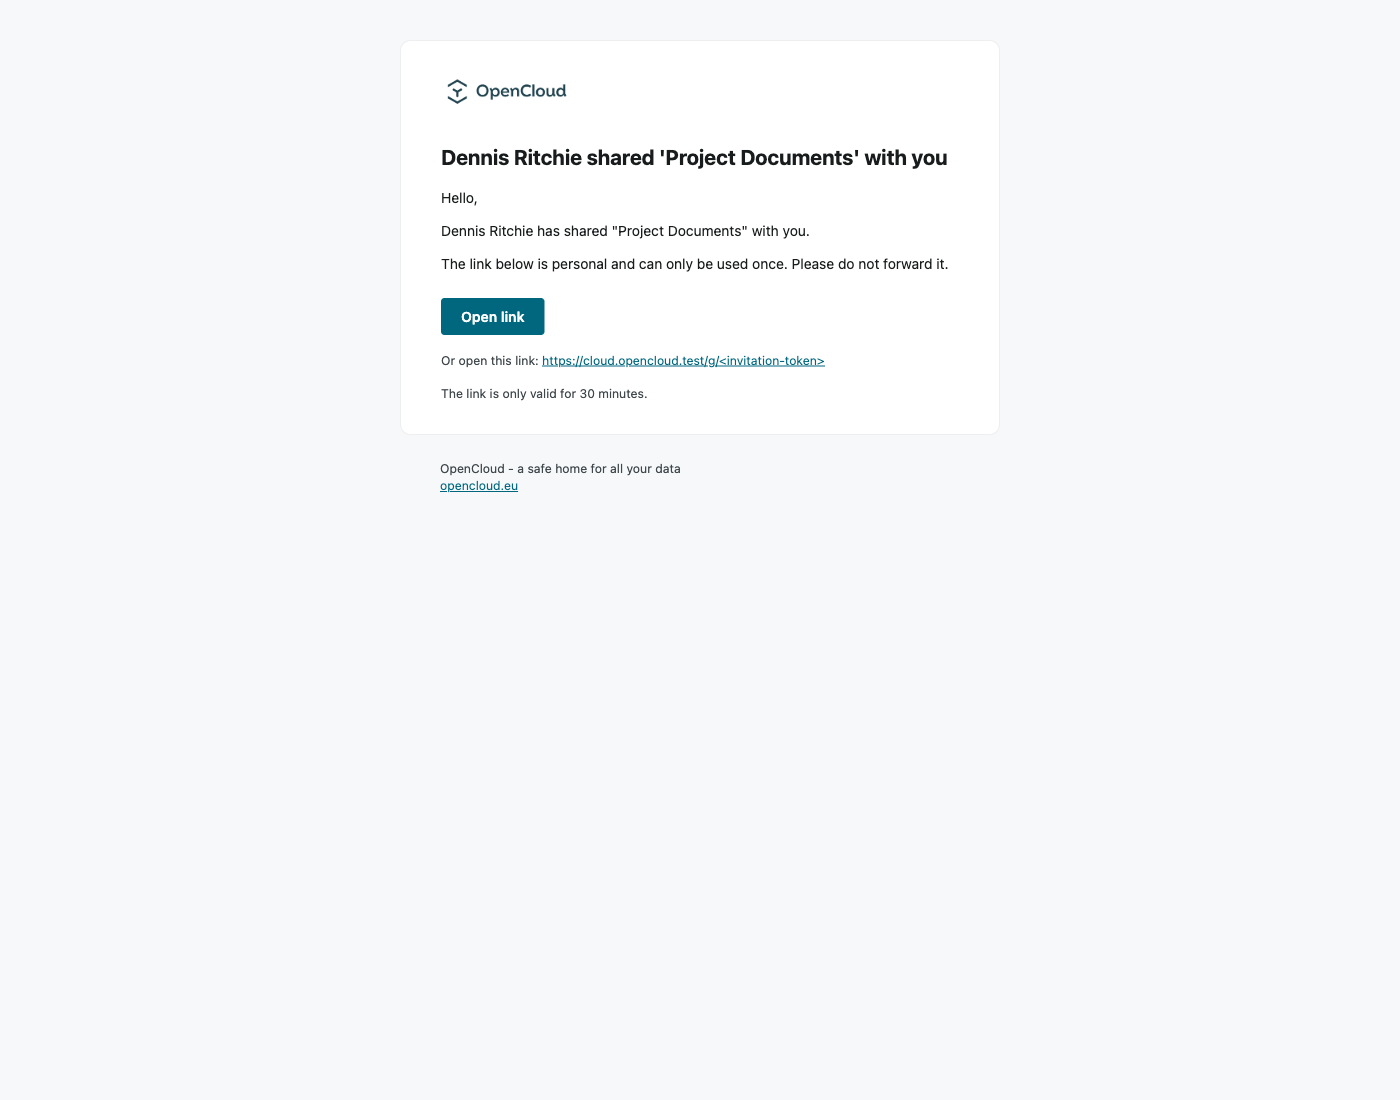 OpenCloud
Dennis Ritchie shared 'Project Documents' with you
Hello,
Dennis Ritchie has shared "Project Documents" with you.
The link below is personal and can only be used once. Please do not forward it.
Open link
Or open this link: https://cloud.opencloud.test/g/<invitation-token>
The link is only valid for 30 minutes.
OpenCloud - a safe home for all your data
opencloud.eu